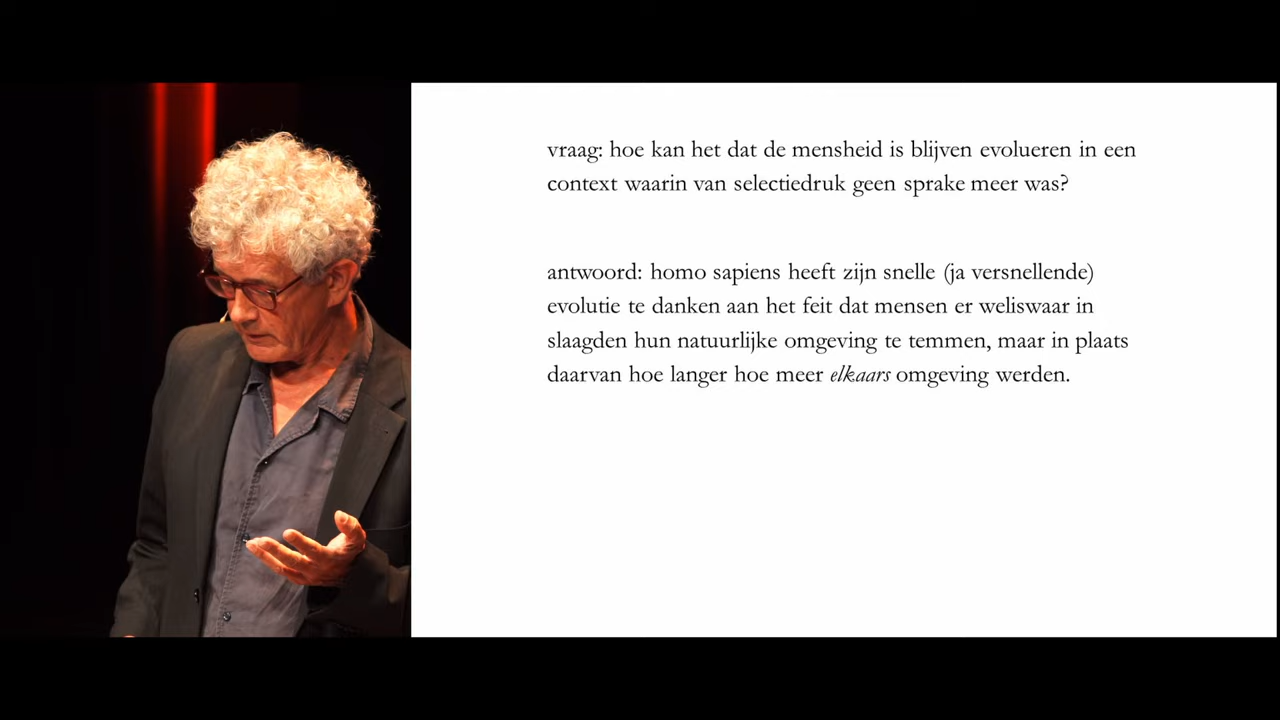 vraag: hoe kan het dat de mensheid is blijven evolueren in een
context waarin van selectiedruk geen sprake meer was?
antwoord: homo sapiens heeft zijn snelle (ja versnellende)
evolutie te danken aan het feit dat mensen er weliswaar in
slaagden hun natuurlijke omgeving te temmen, maar in plaats
daarvan hoe langer hoe meer elkaars omgeving werden.